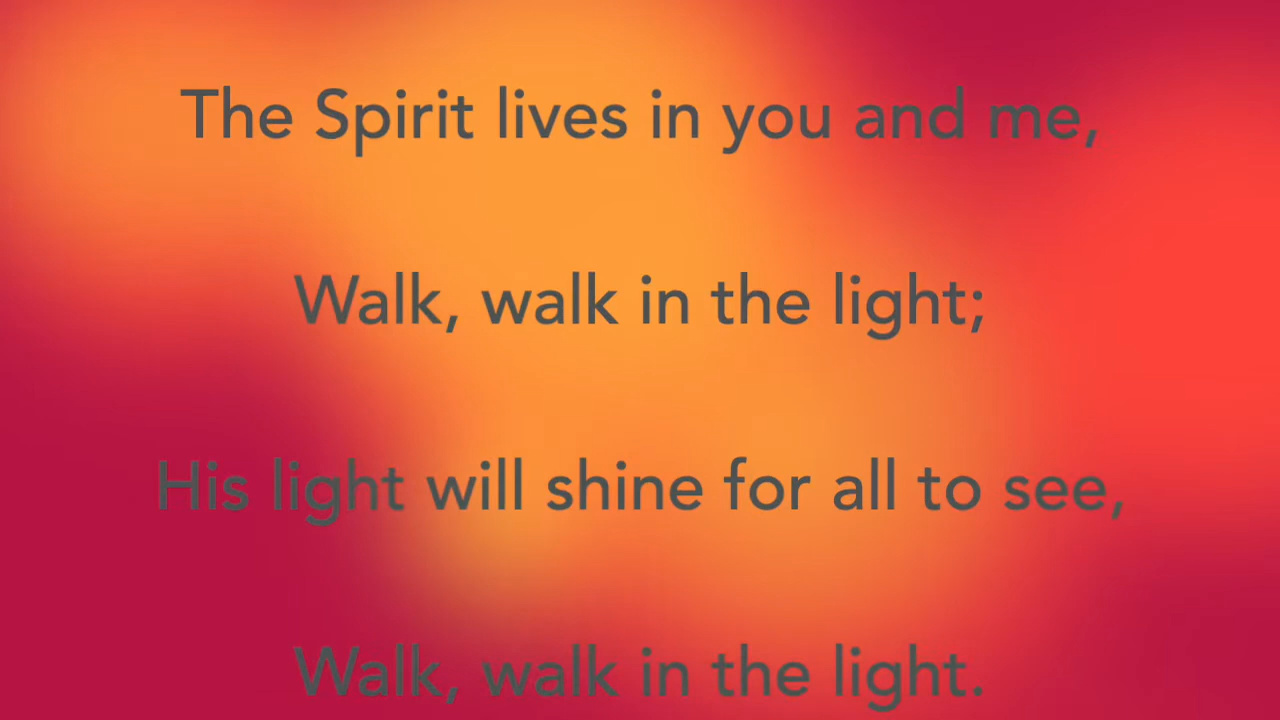 The Spirit lives in you and me,
Walk, walk in the light;
His light will shine for all to see,
Walk, walk in the light.